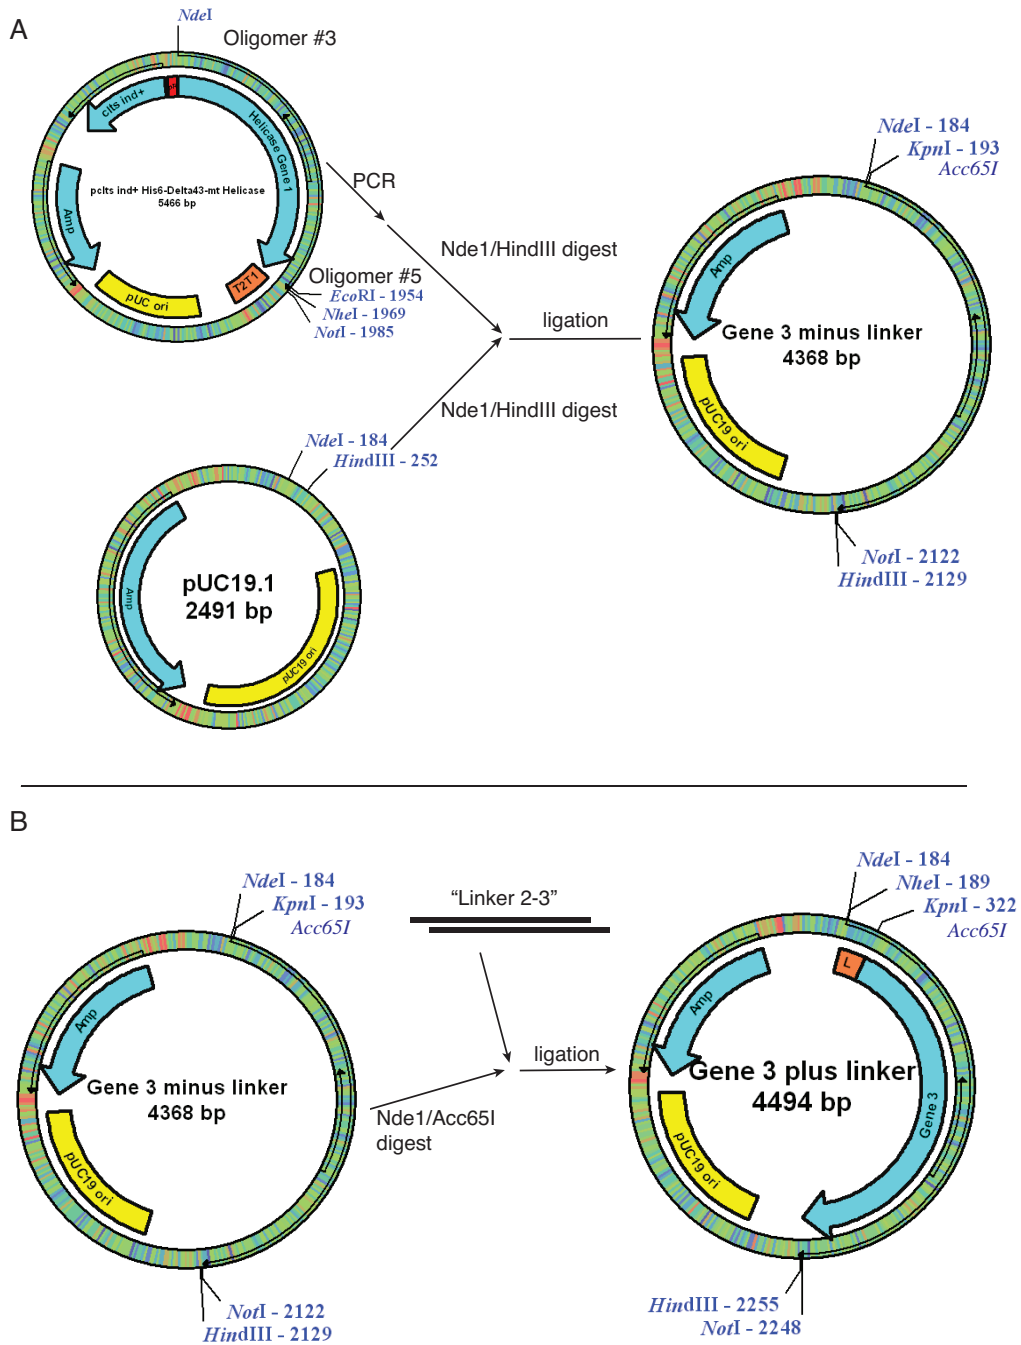 A
NdeI
Oligomer #3
cIts ind+
Helicase Gene 1
pcIts ind+ His6-Delta43-mt Helicase
5466 bp
Amp
pUC ori
T2T1
Oligomer #5
EcoRI - 1954
NheI - 1969
NotI - 1985
PCR
Nde1/HindIII digest
ligation
Nde1/HindIII digest
NdeI - 184
HindIII - 252
Amp
pUC19.1
2491 bp
pUC19 ori
NdeI - 184
KpnI - 193
Acc65I
Amp
Gene 3 minus linker
4368 bp
pUC19 ori
NotI - 2122
HindIII - 2129
B
NdeI - 184
KpnI - 193
Acc65I
Amp
Gene 3 minus linker
4368 bp
pUC19 ori
NotI - 2122
HindIII - 2129
“Linker 2-3”
ligation
Nde1/Acc65I
digest
NdeI - 184
NheI - 189
KpnI - 322
Acc65I
L
Amp
Gene 3 plus linker
4494 bp
Gene 3
pUC19 ori
HindIII - 2255
NotI - 2248